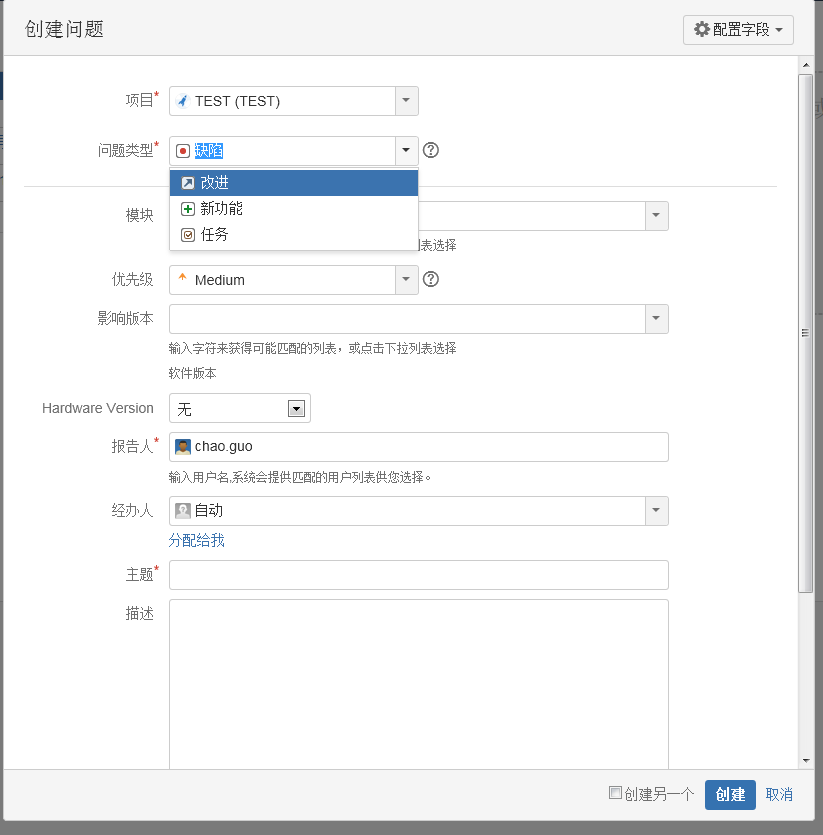 创建问题
配置字段
项目*
TEST (TEST)
问题类型*
缺陷
改进
新功能
任务
模块
列表选择
优先级
Medium
影响版本
输入字符来获得可能匹配的列表，或点击下拉列表选择
软件版本
Hardware Version
无
报告人*
chao.guo
输入用户名,系统会提供匹配的用户列表供您选择。
经办人
自动
分配给我
主题*
描述
创建另一个
创建
取消